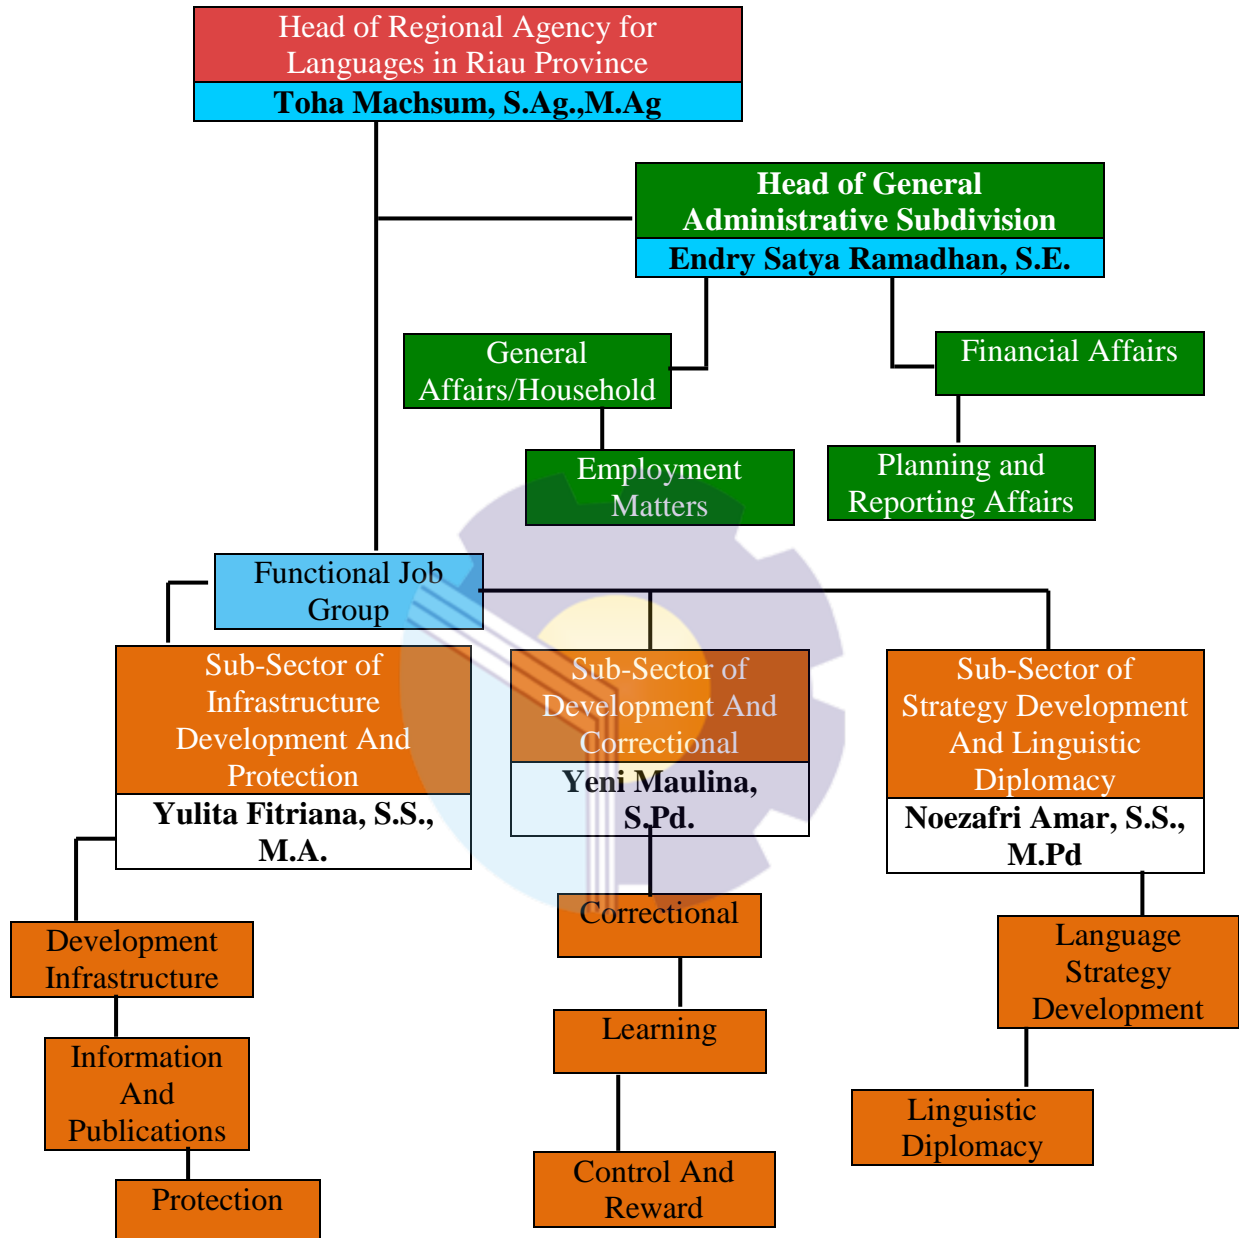 Head of Regional Agency for
Languages in Riau Province
Toha Machsum, S.Ag.,M.Ag
Head of General
Administrative Subdivision
Endry Satya Ramadhan, S.E.
General
Affairs/Household
Financial Affairs
Employment
Matters
Planning and
Reporting Affairs
Functional Job
Group
Sub-Sector of
Infrastructure
Development And
Protection
Yulita Fitriana, S.S.,
M.A.
Sub-Sector of
Development And
Correctional
Yeni Maulina,
S.Pd.
Sub-Sector of
Strategy Development
And Linguistic
Diplomacy
Noezafri Amar, S.S.,
M.Pd
Development
Infrastructure
Information
And
Publications
Protection
Correctional
Learning
Control And
Reward
Language
Strategy
Development
Linguistic
Diplomacy